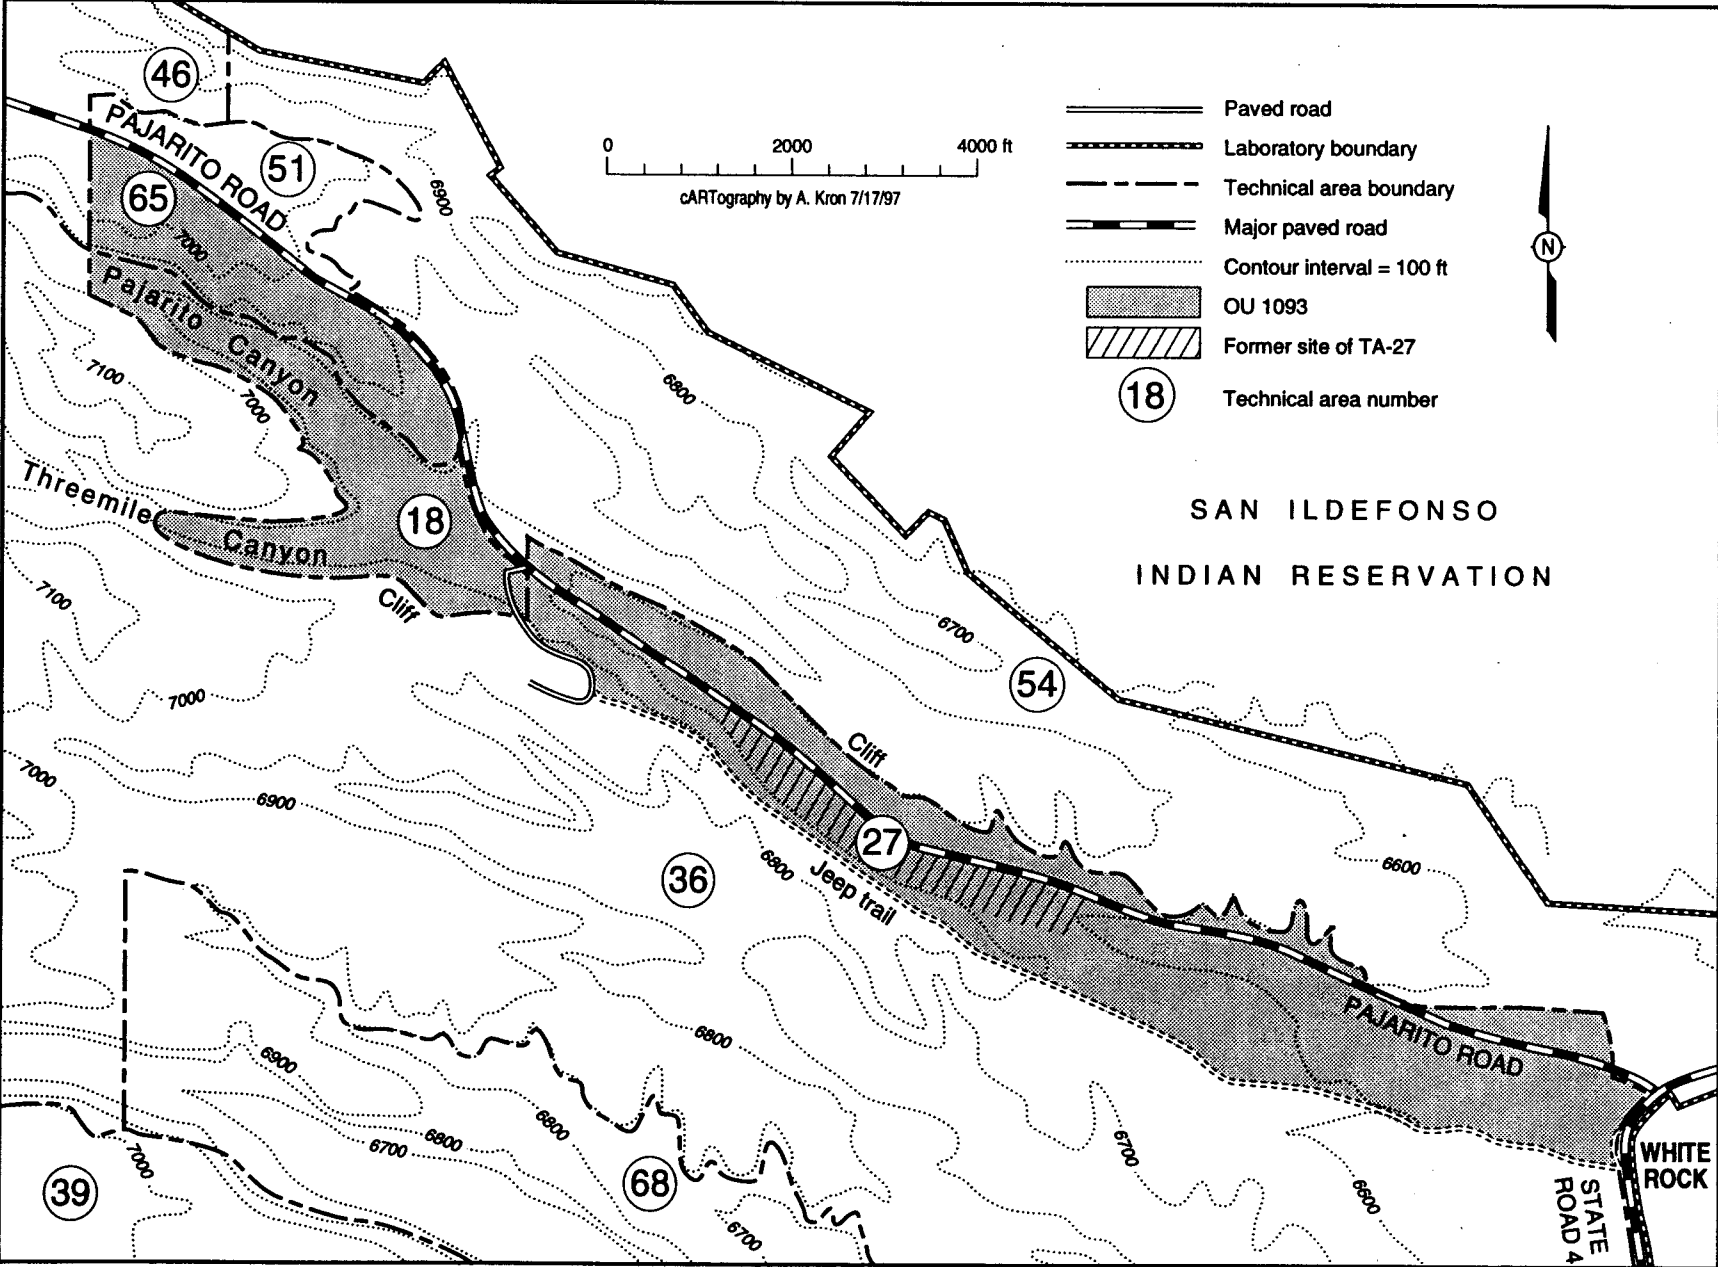 46
PAJARITO ROAD
51
65
6900
7000
Pajarito
Canyon
7100
7000
Threemile
Canyon
18
Cliff
7100
7000
7000
6900
0 2000 4000 ft
cARTography by A. Kron 7/17/97
Paved road
Laboratory boundary
Technical area boundary
Major paved road
Contour interval = 100 ft
OU 1093
Former site of TA-27
18 Technical area number
N
SAN ILDEFONSO
INDIAN RESERVATION
6800
6700
54
Cliff
27
36
6800
Jeep trail
6600
PAJARITO ROAD
6800
6900
6800
6800
6700
7000
39
68
6700
6700
6600
WHITE
ROCK
STATE
ROAD 4